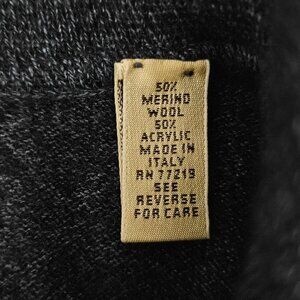 50%
MERINO
WOOL
50%
ACRYLIC
MADE IN
ITALY
RN 77219
SEE
REVERSE
FOR CARE